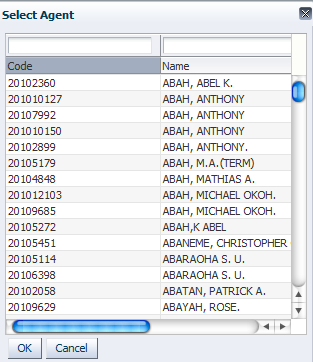 Select Agent
Code Name
20102360 ABAH, ABEL K.
201010127 ABAH, ANTHONY
20107992 ABAH, ANTHONY
201010150 ABAH, ANTHONY
20102899 ABAH, ANTHONY.
20105179 ABAH, M.A.(TERM)
20104848 ABAH, MATHIAS A.
201012103 ABAH, MICHAEL OKOH.
20109685 ABAH, MICHAEL OKOH.
20105272 ABAH,K ABEL
20105451 ABANEME, CHRISTOPHER
20105114 ABARAOHA S. U.
20106398 ABARAOHA S. U.
20102058 ABATAN, PATRICK A.
20109629 ABAYAH, ROSE.
OK Cancel